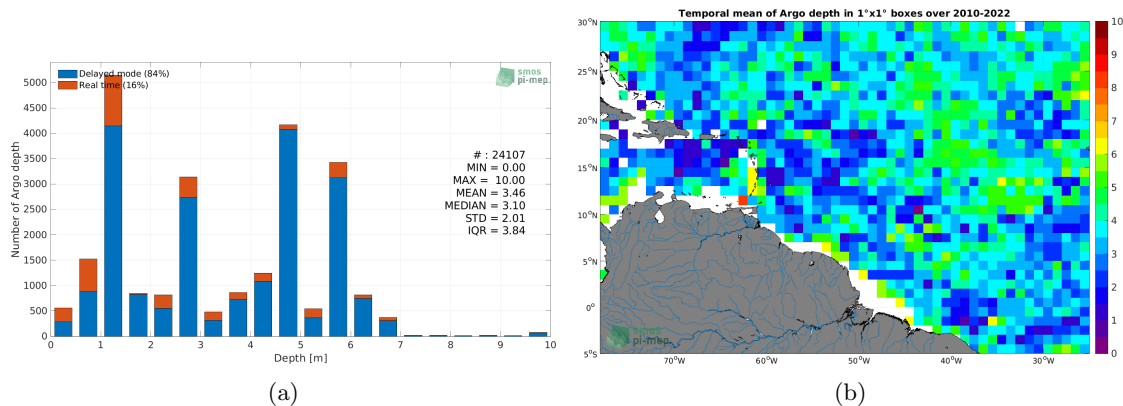 Delayed mode (84%)
Real time (16%)
smos
pi-mep
# : 24107
MIN = 0.00
MAX = 10.00
MEAN = 3.46
MEDIAN = 3.10
STD = 2.01
IQR = 3.84
Number of Argo depth
5000
4500
4000
3500
3000
2500
2000
1500
1000
500
0
0 1 2 3 4 5 6 7 8 9 10
Depth [m]
(a)
Temporal mean of Argo depth in 1°x1° boxes over 2010-2022
30°N
25°N
20°N
15°N
10°N
5°N
0°
5°S
70°W 60°W 50°W 40°W 30°W
smos
pi-mep
10
9
8
7
6
5
4
3
2
1
0
(b)